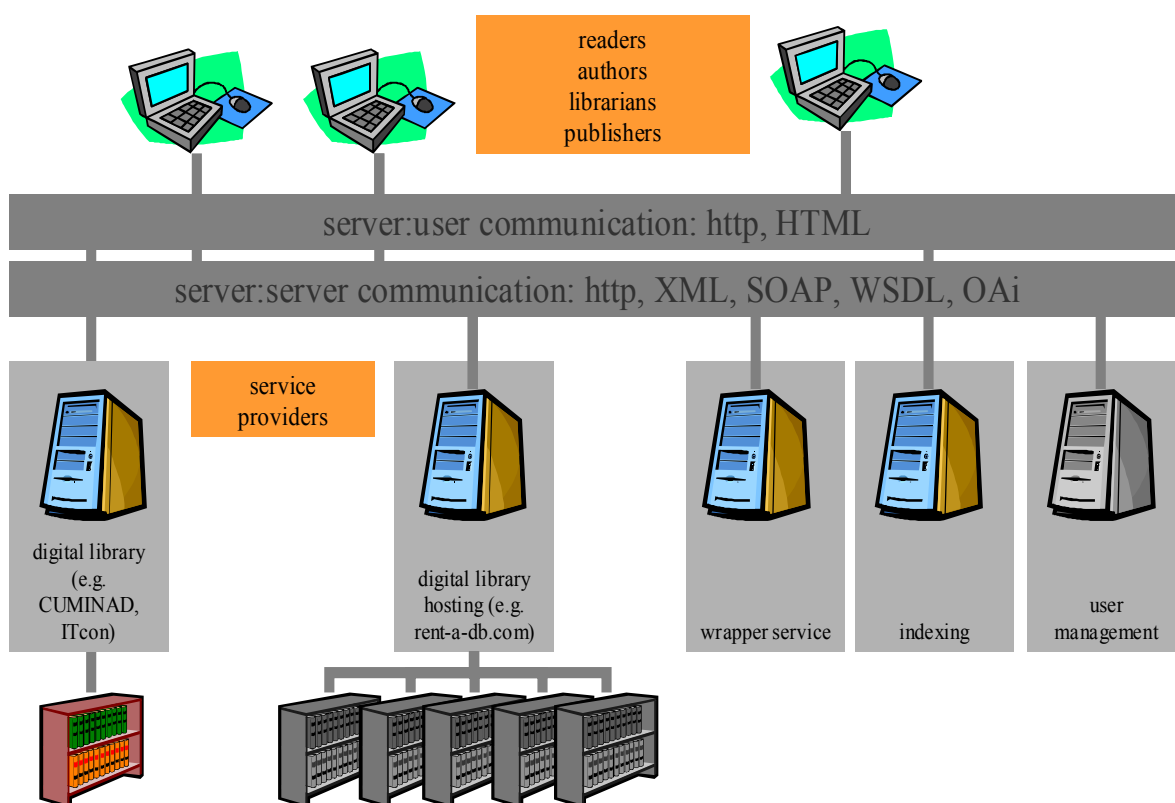 readers
authors
librarians
publishers
server:user communication: http, HTML
server:server communication: http, XML, SOAP, WSDL, OAi
service
providers
digital library
(e.g.
CUMINAD,
ITcon)
digital library
hosting (e.g.
rent-a-db.com)
wrapper service
indexing
user
management